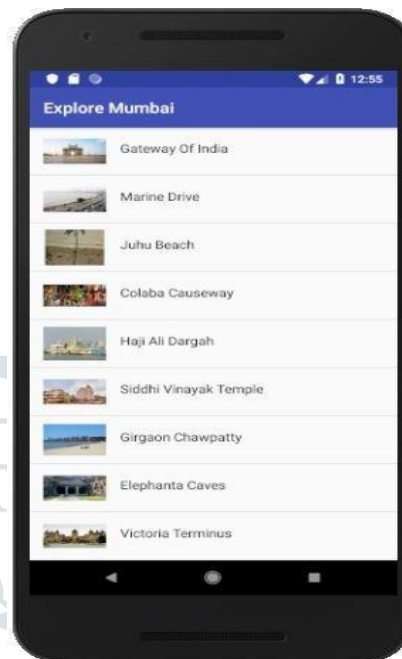 12:55
Explore Mumbai
Gateway Of India
Marine Drive
Juhu Beach
Colaba Causeway
Haji Ali Dargah
Siddhi Vinayak Temple
Girgaon Chawpatty
Elephanta Caves
Victoria Terminus